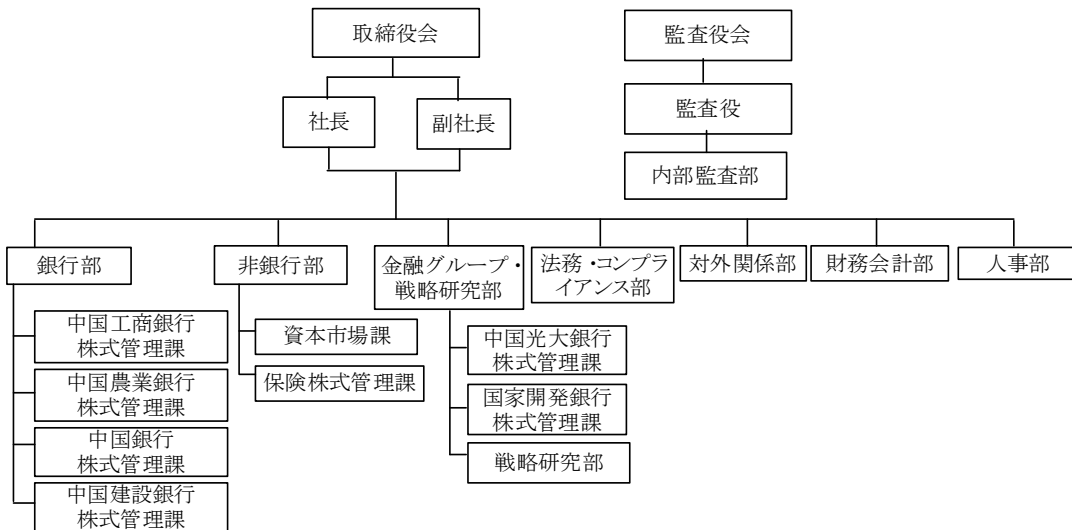 取締役会
監査役会
社長
副社長
監査役
内部監査部
銀行部
非銀行部
金融グループ・
戦略研究部
法務・コンプラ
イアンス部
対外関係部
財務会計部
人事部
中国工商銀行
株式管理課
中国農業銀行
株式管理課
中国銀行
株式管理課
中国建設銀行
株式管理課
資本市場課
保険株式管理課
中国光大銀行
株式管理課
国家開発銀行
株式管理課
戦略研究部